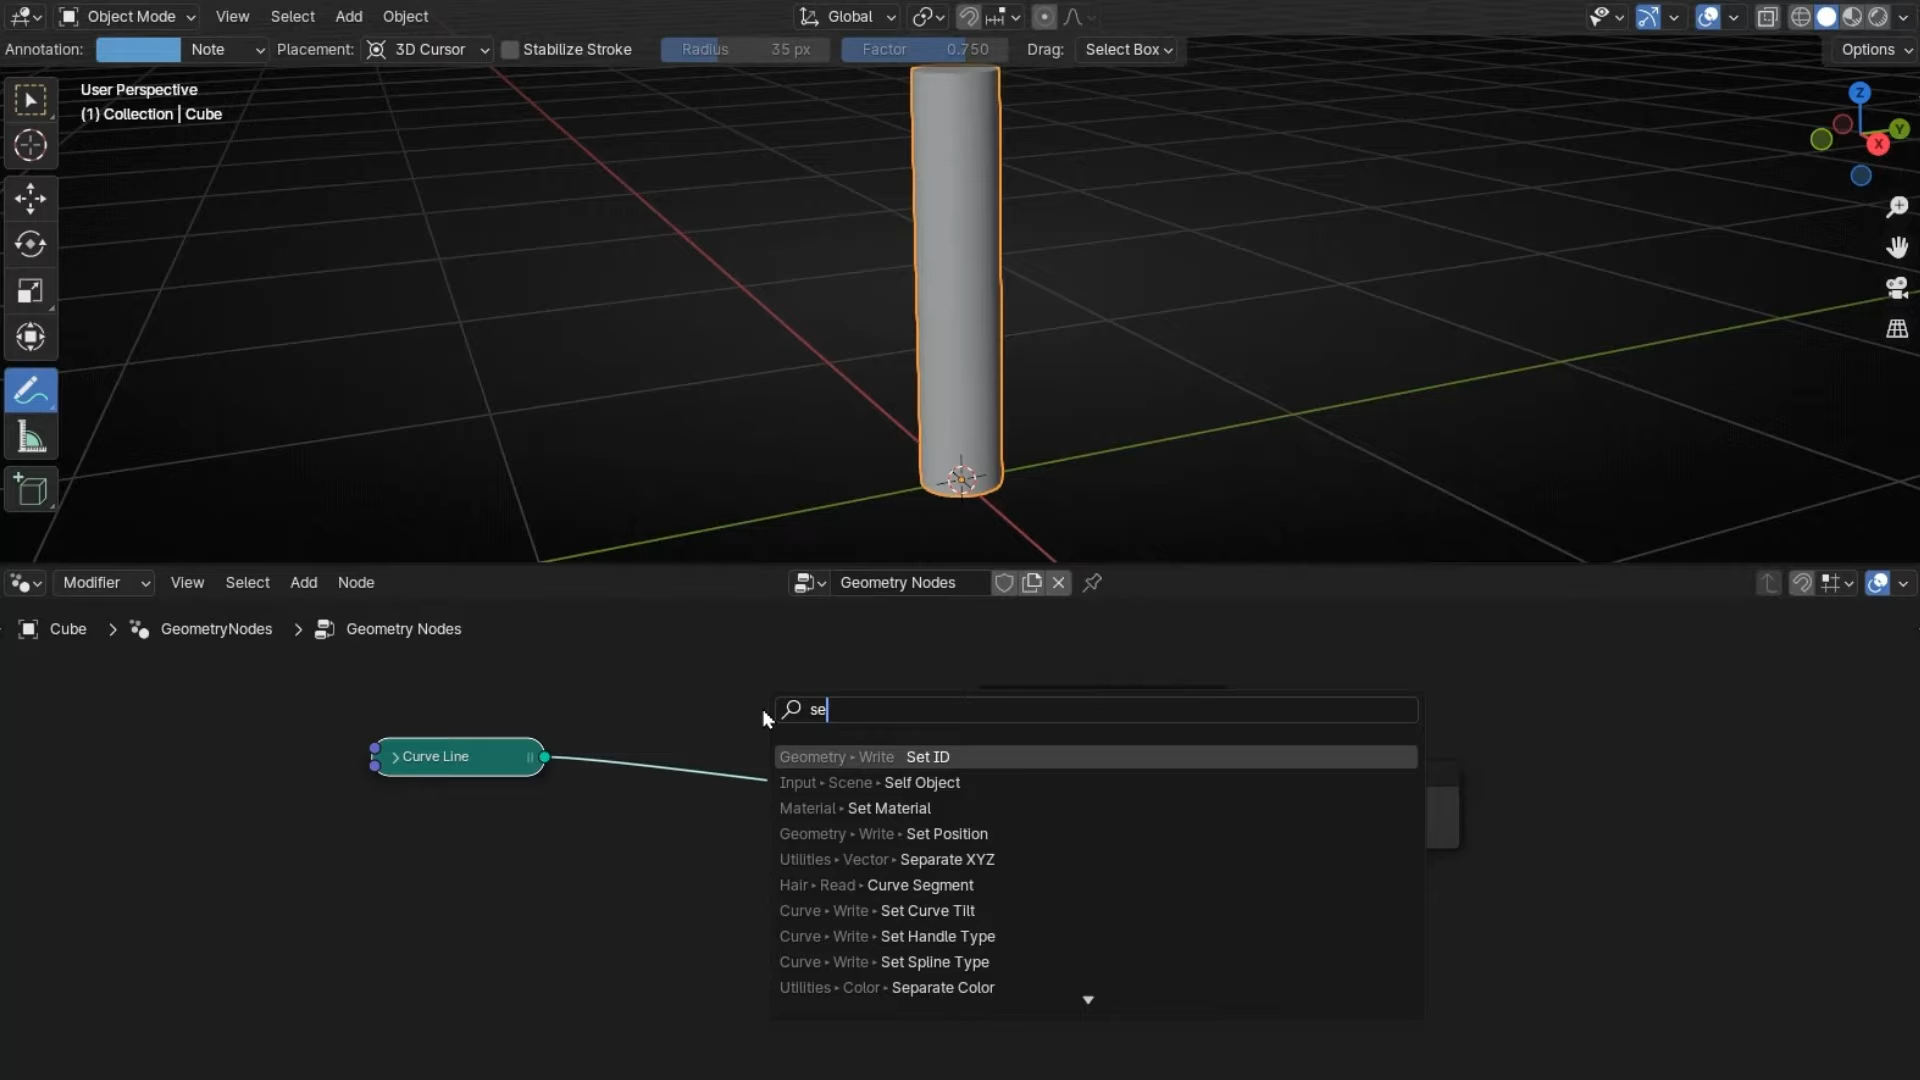 Object Mode View Select Add Object Global
Annotation: Note Placement: 3D Cursor Stabilize Stroke Radius 35 px Factor 0.750 Drag: Select Box Options
User Perspective
(1) Collection | Cube
Z
Y
X
Modifier View Select Add Node Geometry Nodes
Cube > GeometryNodes > Geometry Nodes
se
Curve Line
Geometry ▸ Write Set ID
Input ▸ Scene ▸ Self Object
Material ▸ Set Material
Geometry ▸ Write ▸ Set Position
Utilities ▸ Vector ▸ Separate XYZ
Hair ▸ Read ▸ Curve Segment
Curve ▸ Write ▸ Set Curve Tilt
Curve ▸ Write ▸ Set Handle Type
Curve ▸ Write ▸ Set Spline Type
Utilities ▸ Color ▸ Separate Color